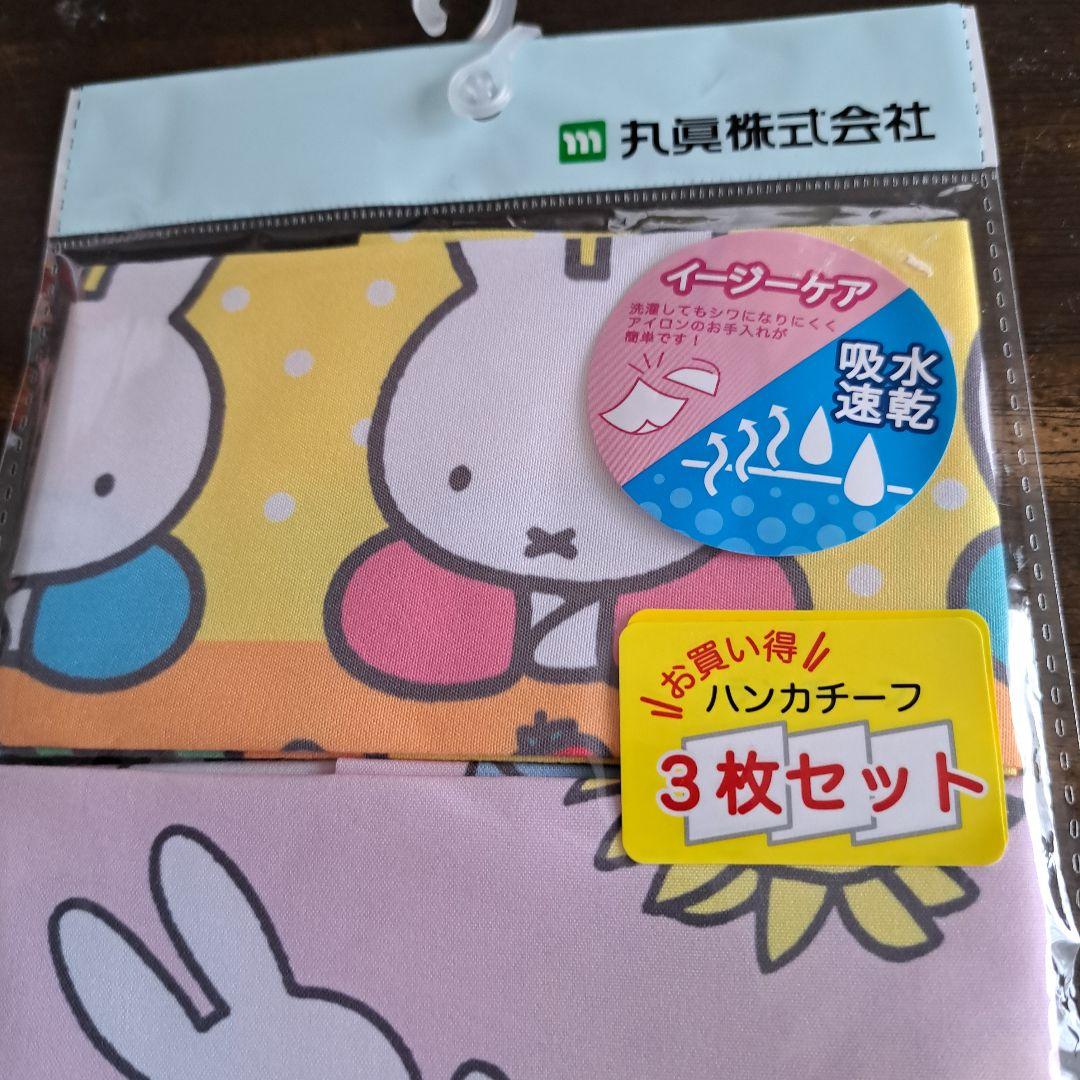 丸眞株式会社
イージーケア
洗濯してもシワになりにくく
アイロンのお手入れが
簡単です！
吸水
速乾
お買い得
ハンカチーフ
3枚セット